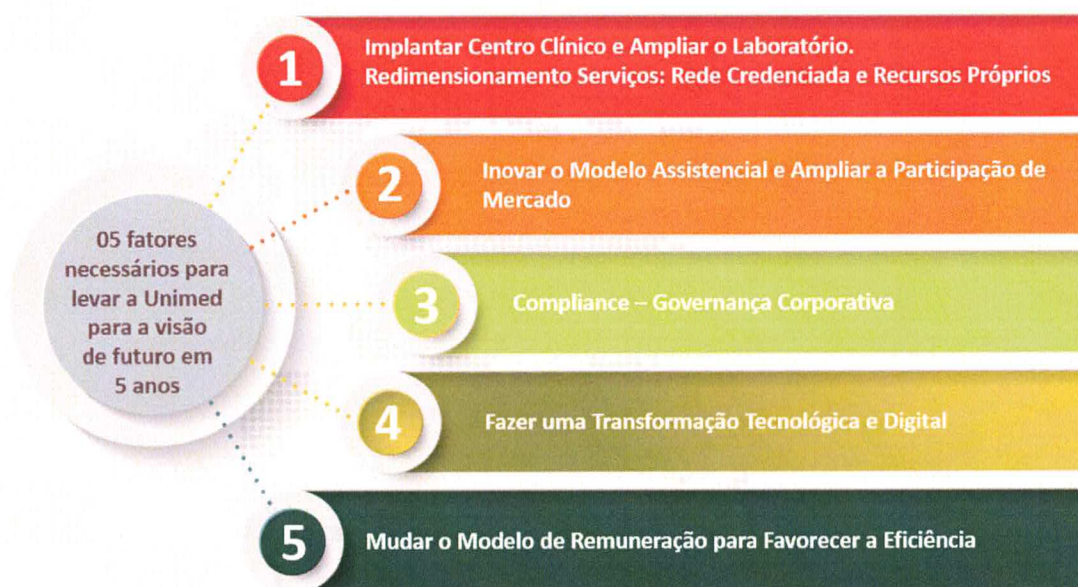 1
Implantar Centro Clínico e Ampliar o Laboratório.
Redimensionamento Serviços: Rede Credenciada e Recursos Próprios
2
Inovar o Modelo Assistencial e Ampliar a Participação de
Mercado
05 fatores
necessários para
levar a Unimed
para a visão
de futuro em
5 anos
3
Compliance – Governança Corporativa
4
Fazer uma Transformação Tecnológica e Digital
5
Mudar o Modelo de Remuneração para Favorecer a Eficiência